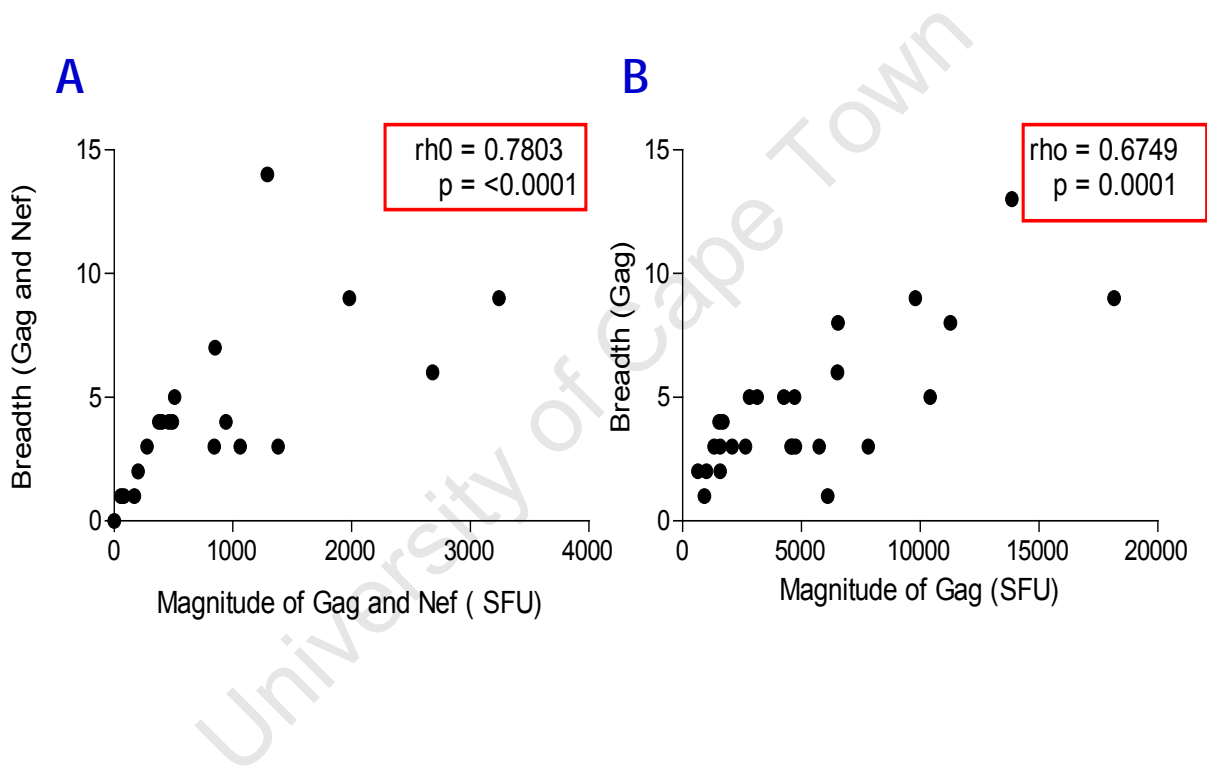 A
rh0 = 0.7803
p = <0.0001
Breadth (Gag and Nef)
15
10
5
0
0 1000 2000 3000 4000
Magnitude of Gag and Nef ( SFU)
B
rho = 0.6749
p = 0.0001
Breadth (Gag)
15
10
5
0
0 5000 10000 15000 20000
Magnitude of Gag (SFU)
University of Cape Town